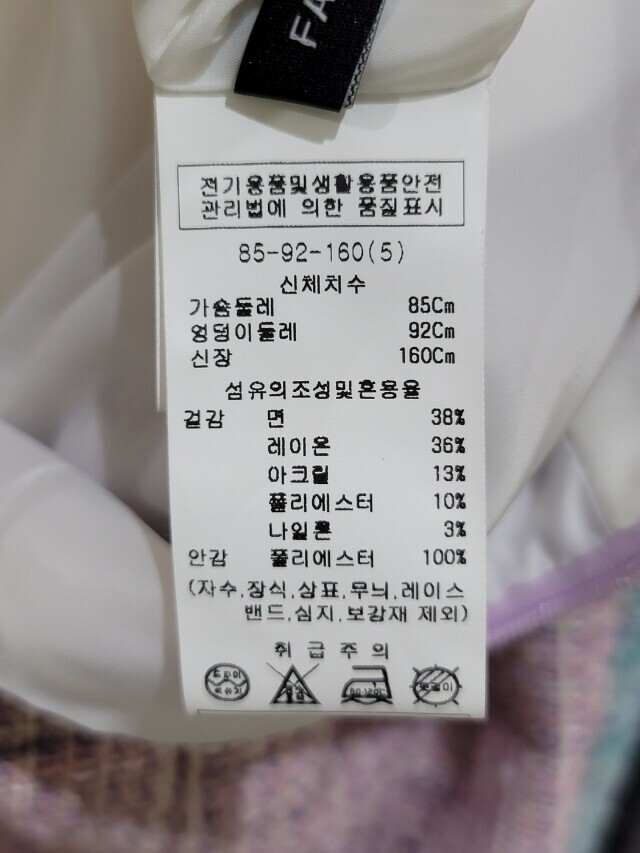 FA
전기용품및생활용품안전
관리법에 의한 품질표시
85-92-160(5)
신체치수
가슴둘레 85Cm
엉덩이둘레 92Cm
신장 160Cm
섬유의조성및혼용율
겉감 면 38%
레이온 36%
아크릴 13%
폴리에스터 10%
나일론 3%
안감 폴리에스터 100%
(자수,장식,상표,무늬,레이스
밴드,심지,보강재 제외)
취급주의
드라이